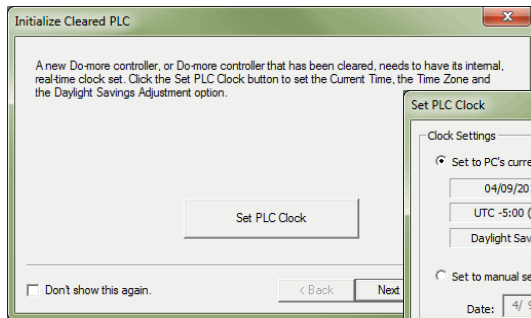 Initialize Cleared PLC
A new Do-more controller, or Do-more controller that has been cleared, needs to have its internal,
real-time clock set. Click the Set PLC Clock button to set the Current Time, the Time Zone and
the Daylight Savings Adjustment option.
Set PLC Clock
Don't show this again.
< Back
Next
Set PLC Clock
Clock Settings
Set to PC's curre
04/09/20
UTC -5:00 (
Daylight Sav
Set to manual se
Date: 4/ 9